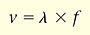 v = λ × f